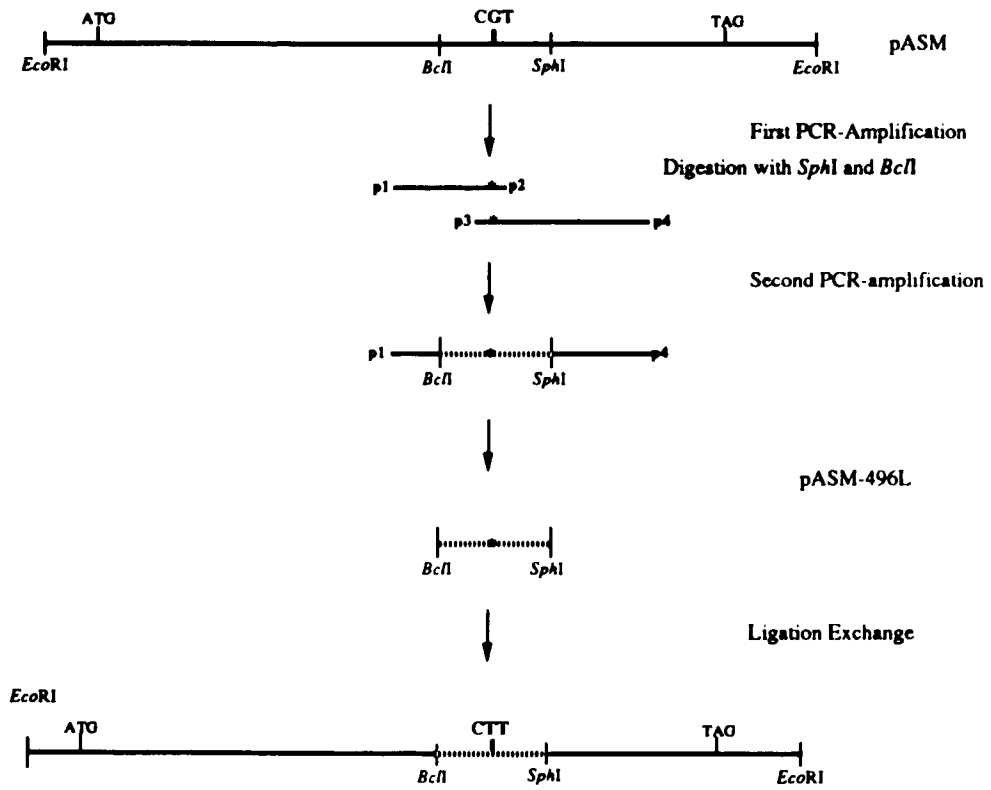 ATG CGT TAG
pASM
EcoRI BclI SphI EcoRI
First PCR-Amplification
Digestion with SphI and BclI
p1 p2
p3 p4
Second PCR-amplification
p1 p4
BclI SphI
pASM-496L
BclI SphI
Ligation Exchange
EcoRI
ATG CTT TAG
BclI SphI EcoRI